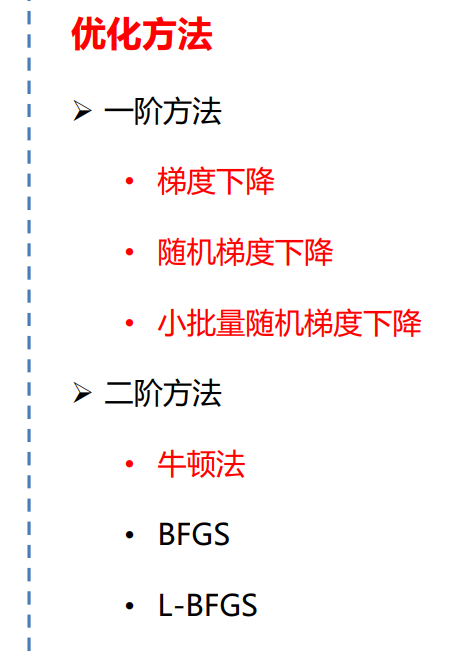 优化方法
➢ 一阶方法
• 梯度下降
• 随机梯度下降
• 小批量随机梯度下降
➢ 二阶方法
• 牛顿法
• BFGS
• L-BFGS